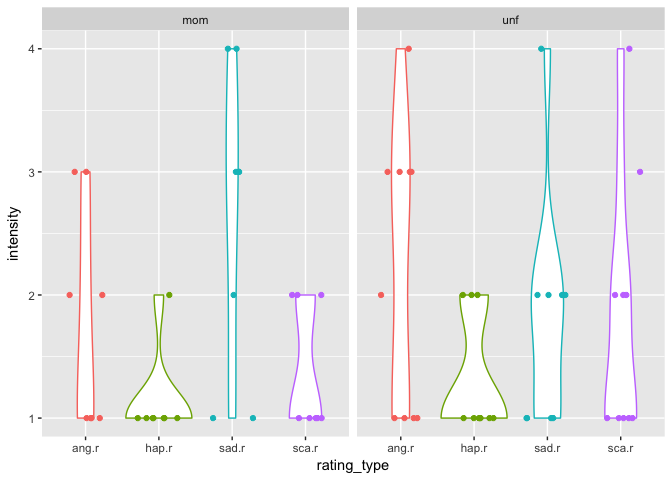 mom unf
intensity
4
3
2
1
ang.r hap.r sad.r sca.r ang.r hap.r sad.r sca.r
rating_type